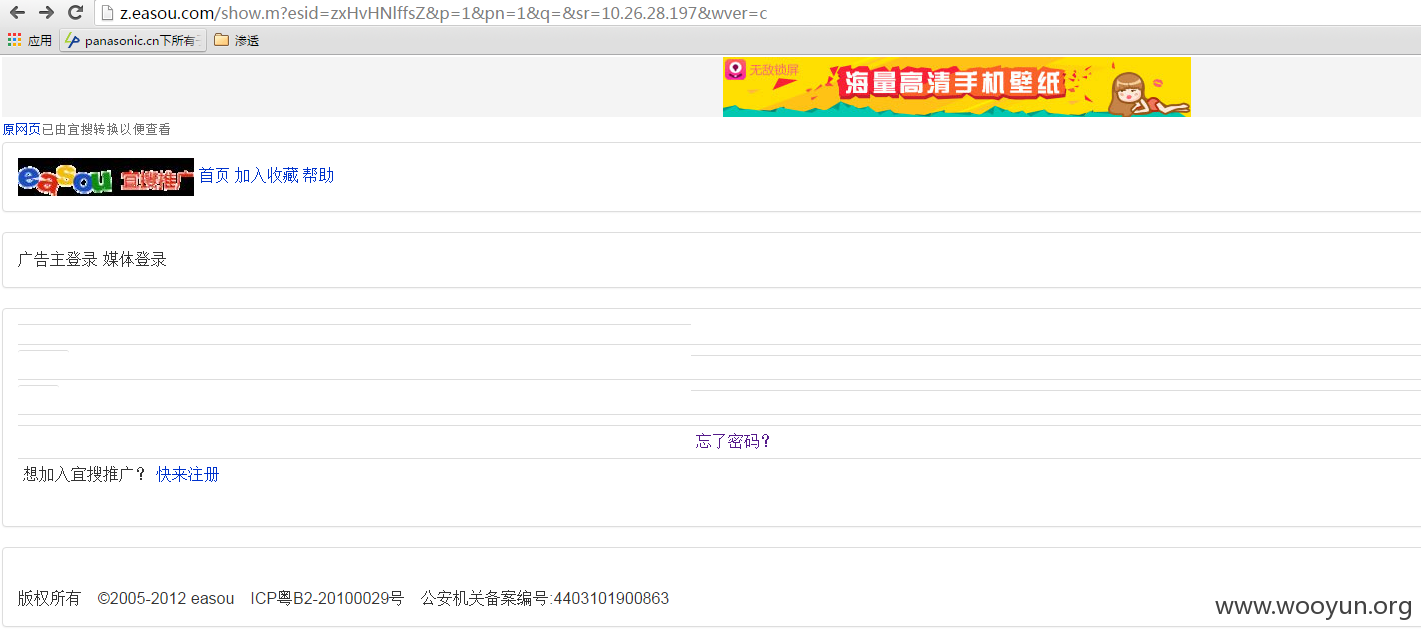 z.easou.com/show.m?esid=zxHvHNlffsZ&p=1&pn=1&q=&sr=10.26.28.197&wver=c
应用 panasonic.cn下所有 渗透
无敌锁屏 海量高清手机壁纸
原网页已由宜搜转换以便查看
easou 宜搜推广 首页 加入收藏 帮助
广告主登录 媒体登录
忘了密码?
想加入宜搜推广? 快来注册
版权所有 ©2005-2012 easou ICP粤B2-20100029号 公安机关备案编号:4403101900863
www.wooyun.org